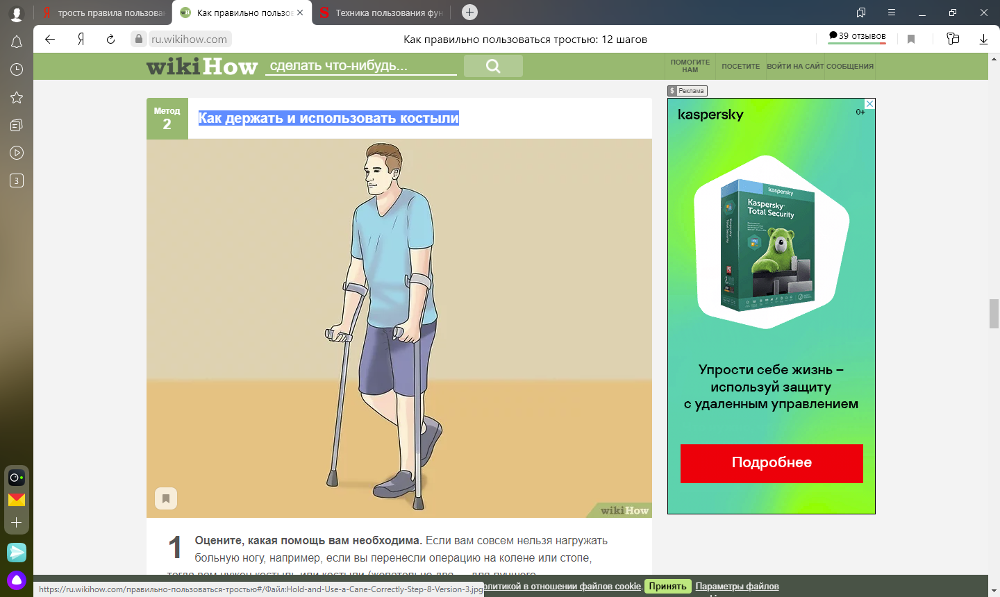 трость правила пользован
Как правильно пользо
Техника пользования фун
ru.wikihow.com
Как правильно пользоваться тростью: 12 шагов
39 отзывов
wikiHow
сделать что-нибудь...
ПОМОГИТЕ НАМ
ПОСЕТИТЕ
ВОЙТИ НА САЙТ
СООБЩЕНИЯ
Метод
2
Как держать и использовать костыли
wikiHow
$ Реклама
kaspersky
0+
kaspersky
Kaspersky
Total Security
Упрости себе жизнь –
используй защиту
с удаленным управлением
Подробнее
3
1
Оцените, какая помощь вам необходима. Если вам совсем нельзя нагружать
больную ногу, например, если вы перенесли операцию на колене или стопе,
олитикой в отношении файлов cookie.
Принять
Параметры файлов
https://ru.wikihow.com/правильно-пользоваться-тростью#/Файл:Hold-and-Use-a-Cane-Correctly-Step-8-Version-3.jpg